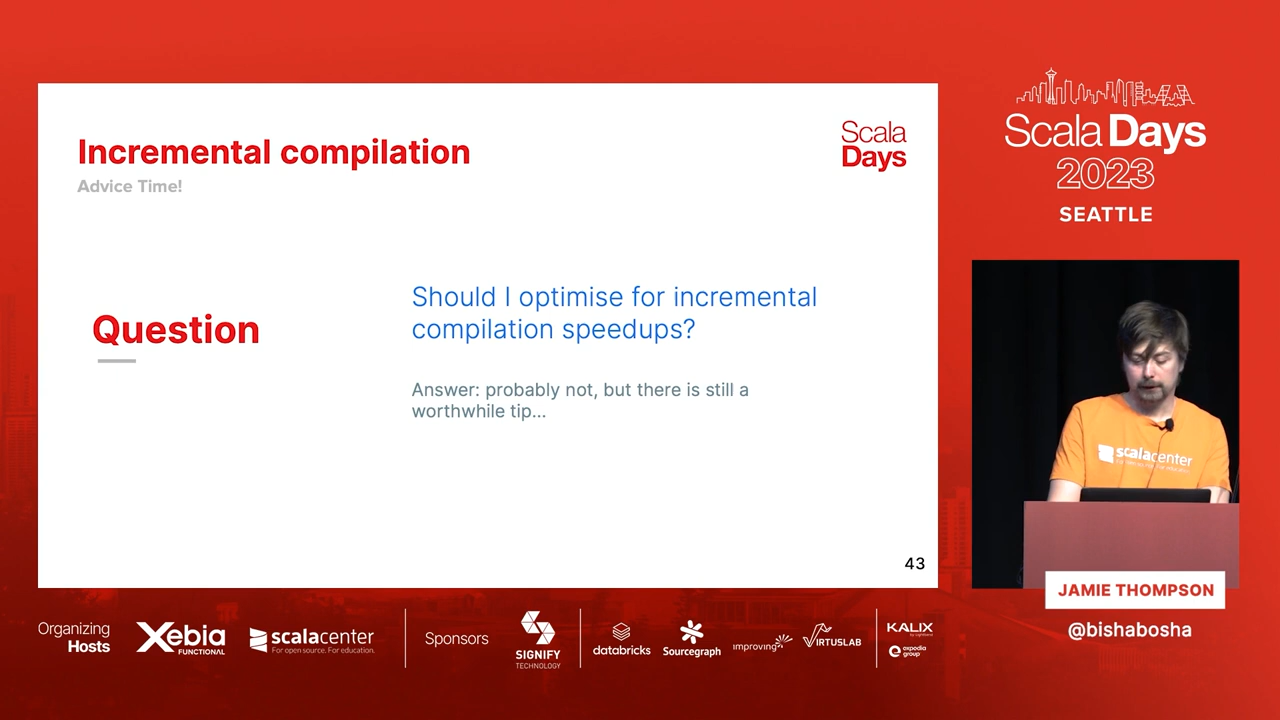 Incremental compilation
Advice Time!
Scala
Days
Question
Should I optimise for incremental
compilation speedups?
Answer: probably not, but there is still a
worthwhile tip...
43
Scala Days
2023
SEATTLE
scalacenter
JAMIE THOMPSON
@bishabosha
Organizing
Hosts
Xebia
FUNCTIONAL
scalacenter
For open source. For education.
Sponsors
SIGNIFY
TECHNOLOGY
databricks
Sourcegraph
improving
VIRTUSLAB
KALIX
expedia
group